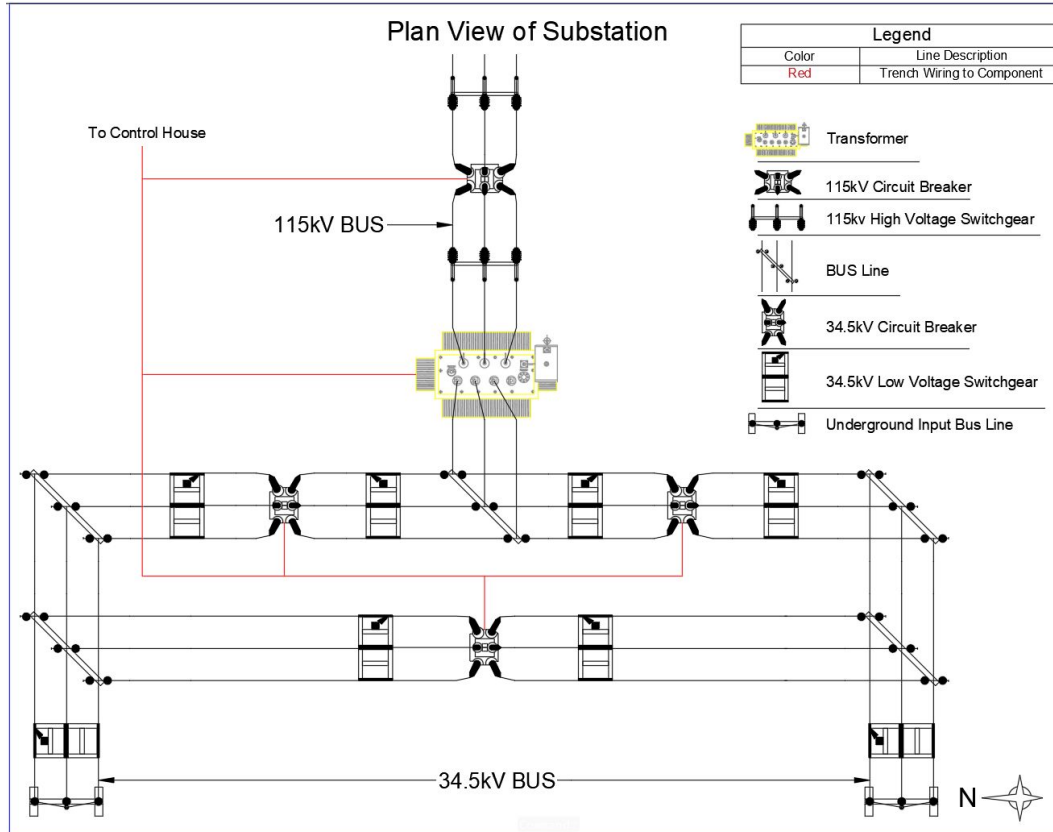 Plan View of Substation
Legend
Color Line Description
Red Trench Wiring to Component
To Control House
Transformer
115kV Circuit Breaker
115kV BUS
115kv High Voltage Switchgear
BUS Line
34.5kV Circuit Breaker
34.5kV Low Voltage Switchgear
Underground Input Bus Line
34.5kV BUS
N